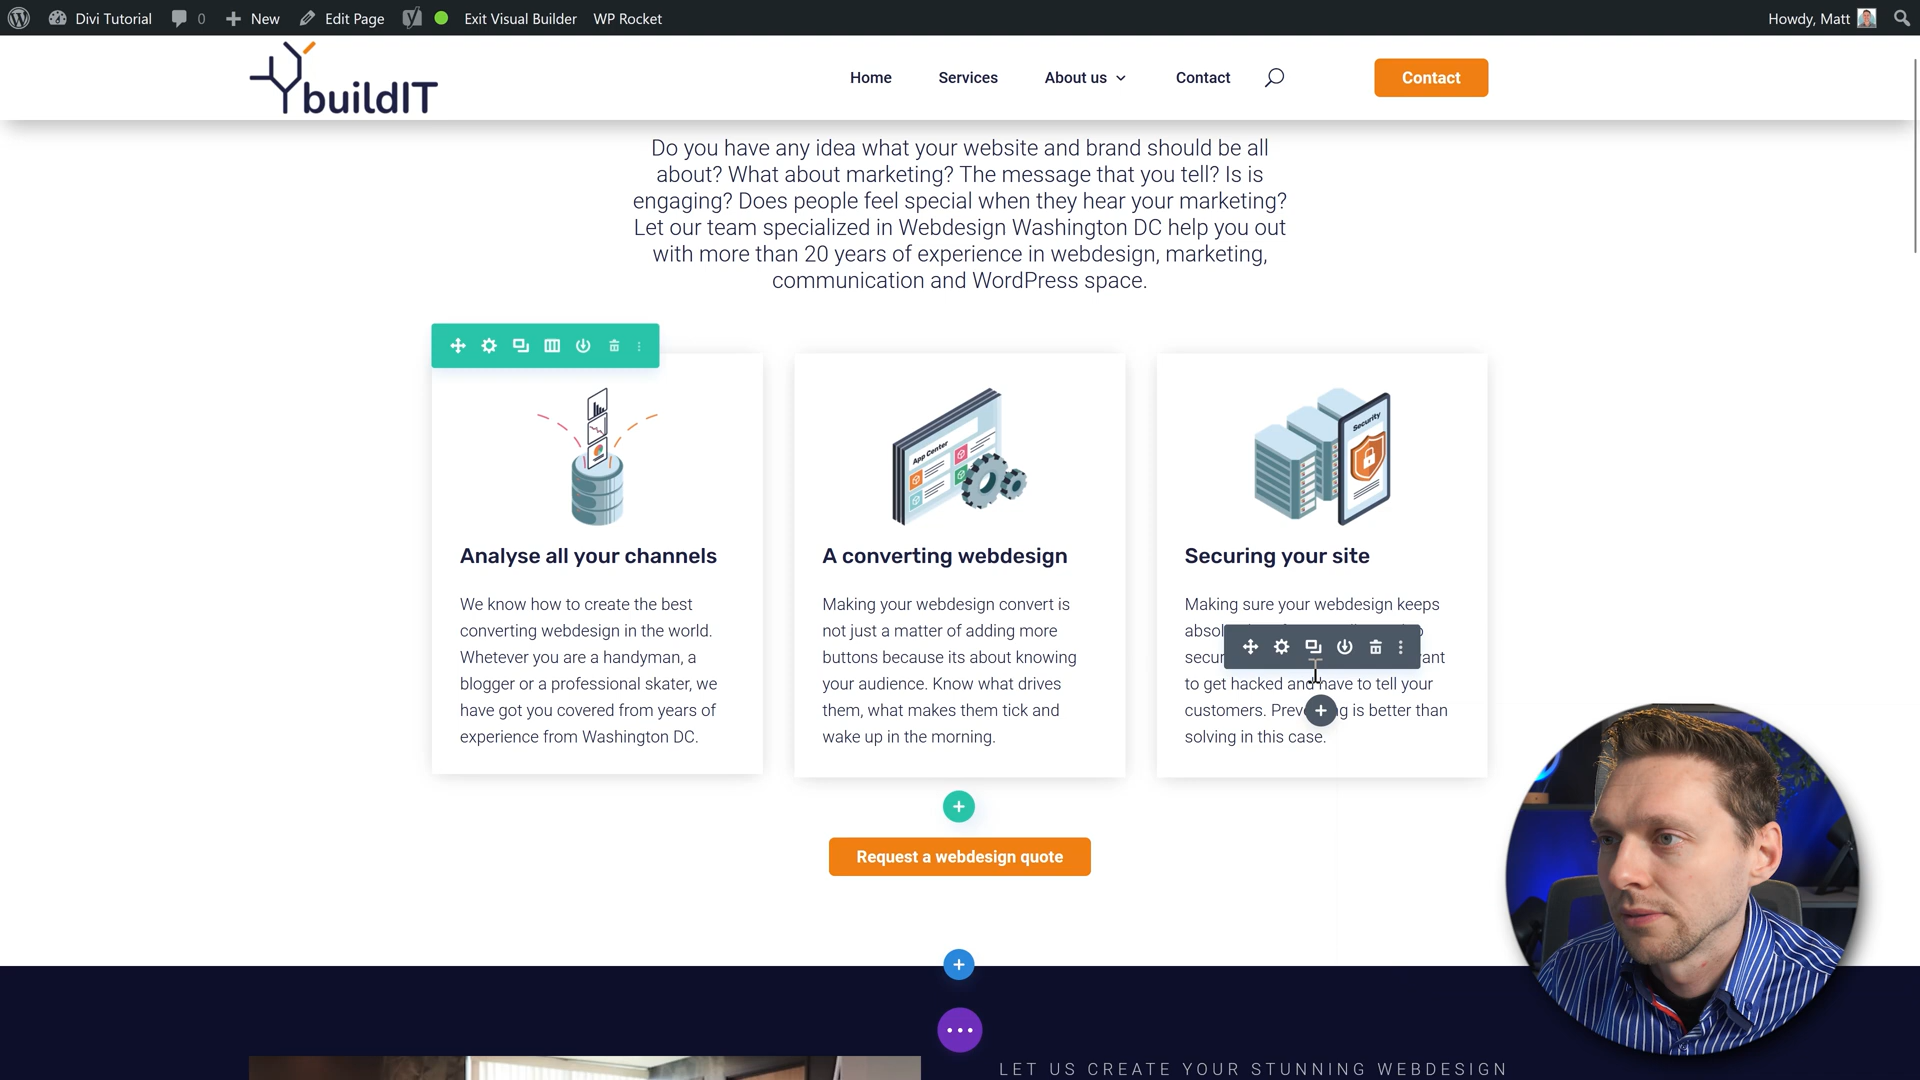 Divi Tutorial 0 New Edit Page Exit Visual Builder WP Rocket Howdy, Matt
buildIT
Home Services About us Contact Contact
Do you have any idea what your website and brand should be all
about? What about marketing? The message that you tell? Is is
engaging? Does people feel special when they hear your marketing?
Let our team specialized in Webdesign Washington DC help you out
with more than 20 years of experience in webdesign, marketing,
communication and WordPress space.
App Center
Security
Analyse all your channels
We know how to create the best
converting webdesign in the world.
Whetever you are a handyman, a
blogger or a professional skater, we
have got you covered from years of
experience from Washington DC.
A converting webdesign
Making your webdesign convert is
not just a matter of adding more
buttons because its about knowing
your audience. Know what drives
them, what makes them tick and
wake up in the morning.
Securing your site
Making sure your webdesign keeps
to get hacked and have to tell your
customers. is better than
solving in this case.
Request a webdesign quote
LET US CREATE YOUR STUNNING WEBDESIGN